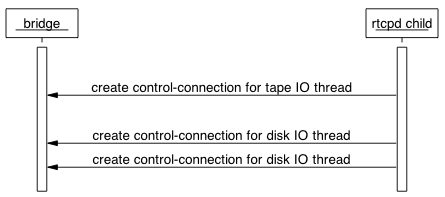 bridge
rtcpd child
create control-connection for tape IO thread
create control-connection for disk IO thread
create control-connection for disk IO thread